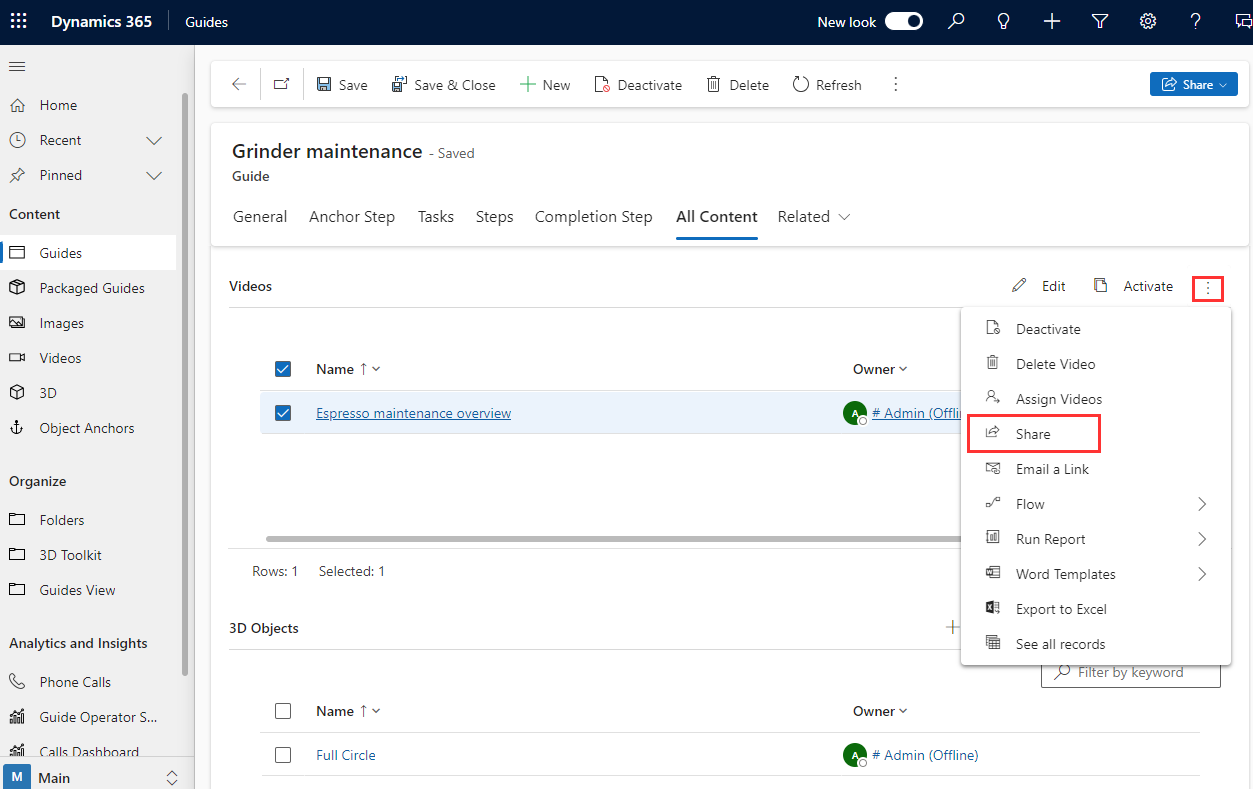 Dynamics 365 Guides New look
Home
Recent
Pinned
Content
Guides
Packaged Guides
Images
Videos
3D
Object Anchors
Organize
Folders
3D Toolkit
Guides View
Analytics and Insights
Phone Calls
Guide Operator S...
Calls Dashboard
M Main
Save Save & Close New Deactivate Delete Refresh Share
Grinder maintenance - Saved
Guide
General Anchor Step Tasks Steps Completion Step All Content Related
Videos Edit Activate
Name ↑ Owner
Espresso maintenance overview A # Admin (Offli
Rows: 1 Selected: 1
Deactivate
Delete Video
Assign Videos
Share
Email a Link
Flow
Run Report
Word Templates
Export to Excel
See all records
3D Objects
Filter by keyword
Name ↑ Owner
Full Circle A # Admin (Offline)